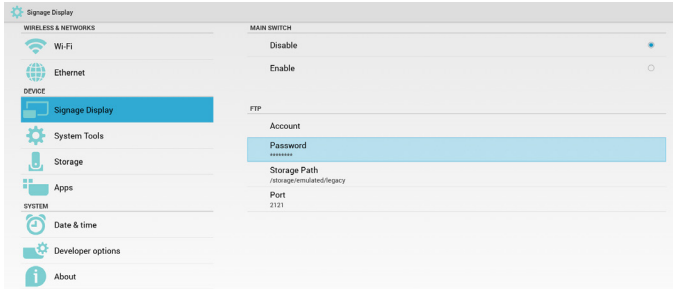 Signage Display
WIRELESS & NETWORKS
Wi-Fi
Ethernet
DEVICE
Signage Display
System Tools
Storage
Apps
SYSTEM
Date & time
Developer options
About
MAIN SWITCH
Disable
Enable
FTP
Account
Password
********
Storage Path
/storage/emulated/legacy
Port
2121